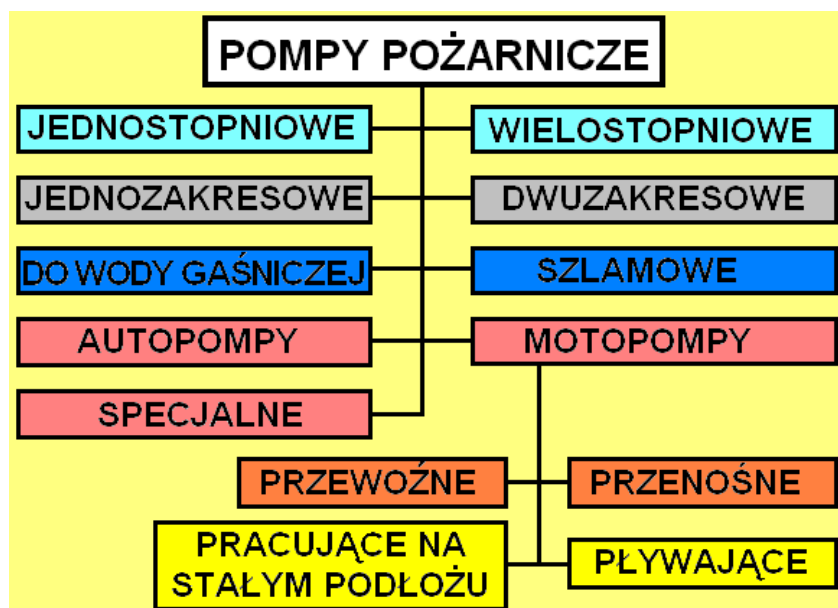 POMPY POŻARNICZE
JEDNOSTOPNIOWE
WIELOSTOPNIOWE
JEDNOZAKRESOWE
DWUZAKRESOWE
DO WODY GAŚNICZEJ
SZLAMOWE
AUTOPOMPY
MOTOPOMPY
SPECJALNE
PRZEWOŹNE
PRZENOŚNE
PRACUJĄCE NA
STAŁYM PODŁOŻU
PŁYWAJĄCE